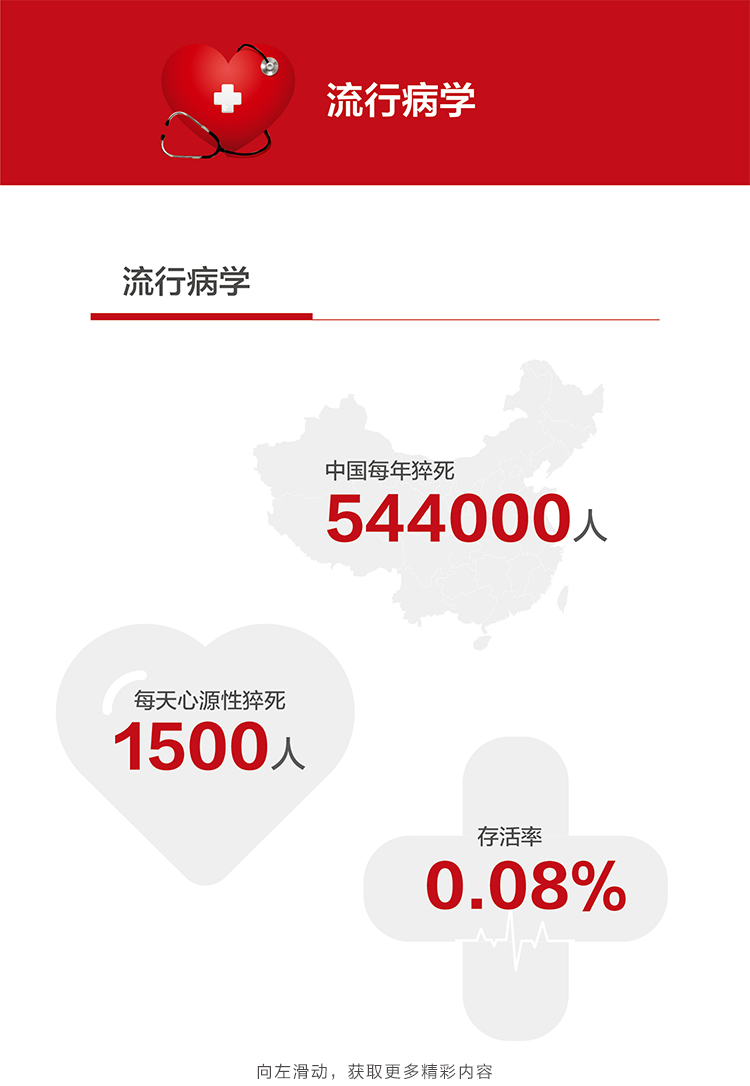 流行病学
流行病学
中国每年猝死
544000人
每天心源性猝死
1500人
存活率
0.08%
向左滑动，获取更多精彩内容